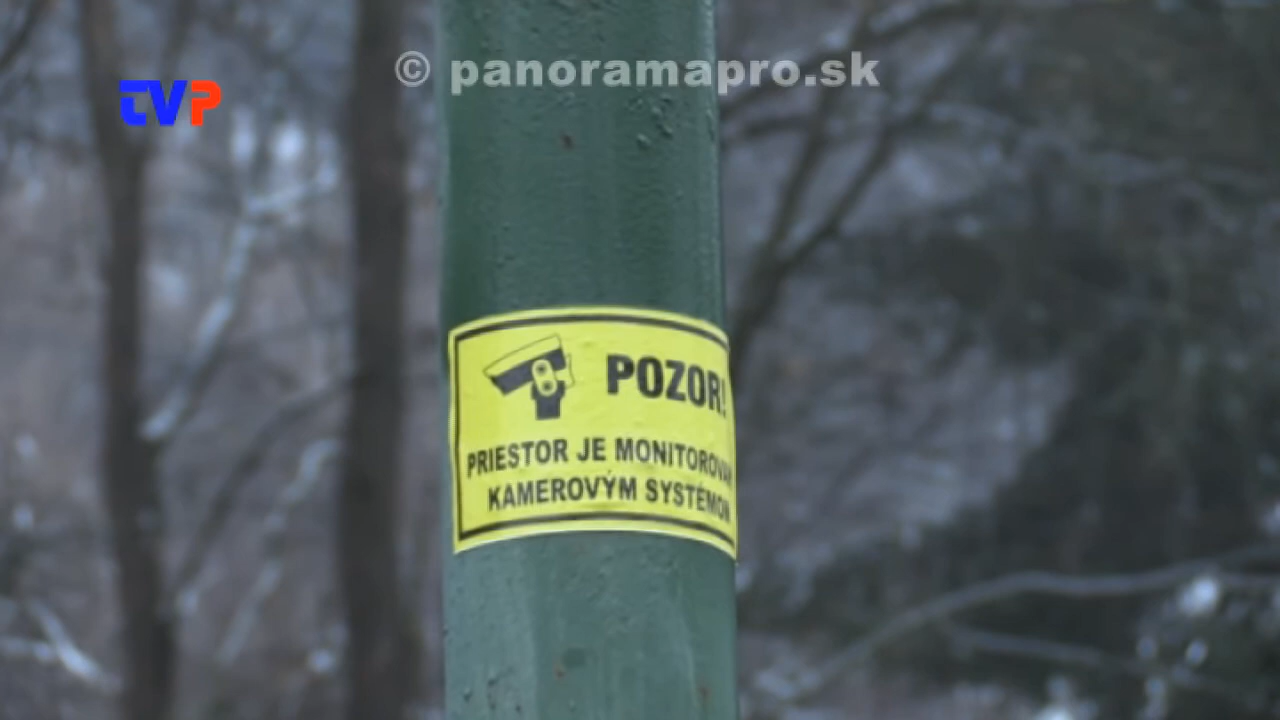 © panoramapro.sk
TVP
POZOR!
PRIESTOR JE MONITOROVAN
KAMEROVÝM SYSTÉMOM